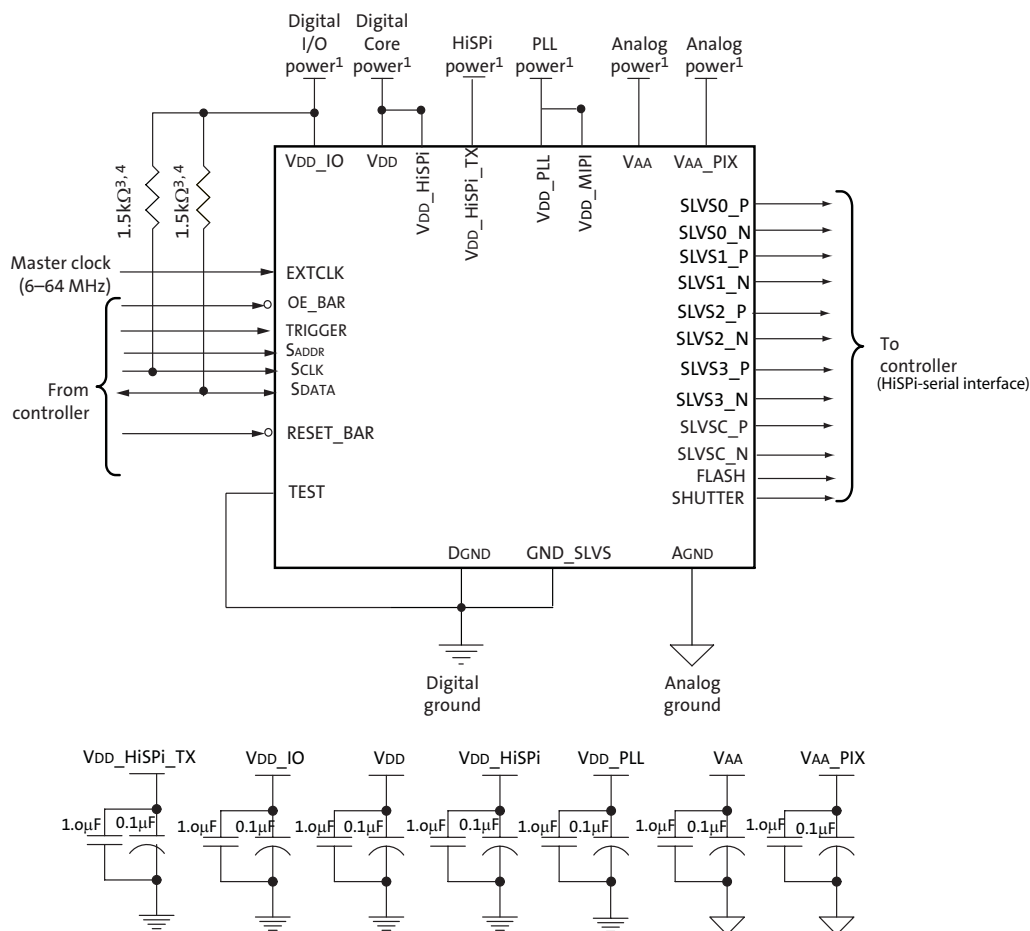 Digital
I/O
power1
Digital
Core
power1
HiSPi
power1
PLL
power1
Analog
power1
Analog
power1
1.5kΩ3, 4
1.5kΩ3, 4
VDD_IO
VDD
VDD_HiSPi
VDD_HiSPi_TX
VDD_PLL
VDD_MIPI
VAA
VAA_PIX
Master clock
(6–64 MHz)
From
controller
EXTCLK
OE_BAR
TRIGGER
SADDR
SCLK
SDATA
RESET_BAR
TEST
SLVS0_P
SLVS0_N
SLVS1_P
SLVS1_N
SLVS2_P
SLVS2_N
SLVS3_P
SLVS3_N
SLVSC_P
SLVSC_N
FLASH
SHUTTER
To
controller
(HiSPi-serial interface)
DGND
GND_SLVS
AGND
Digital
ground
Analog
ground
VDD_HiSPi_TX
VDD_IO
VDD
VDD_HiSPi
VDD_PLL
VAA
VAA_PIX
1.0µF 0.1µF
1.0µF 0.1µF
1.0µF 0.1µF
1.0µF 0.1µF
1.0µF 0.1µF
1.0µF 0.1µF
1.0µF 0.1µF